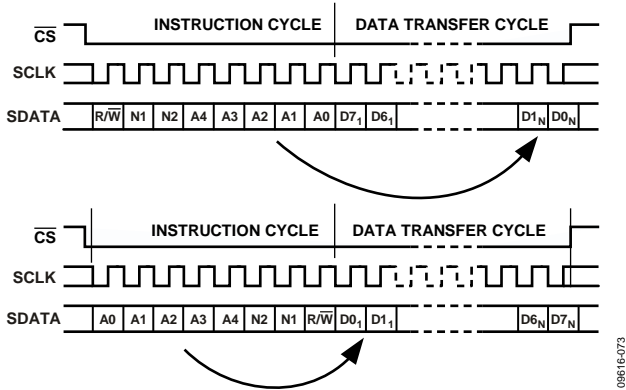 INSTRUCTION CYCLE DATA TRANSFER CYCLE
CS
SCLK
SDATA R/W N1 N2 A4 A3 A2 A1 A0 D7₁ D6₁ D1N D0N
INSTRUCTION CYCLE DATA TRANSFER CYCLE
CS
SCLK
SDATA A0 A1 A2 A3 A4 N2 N1 R/W D0₁ D1₁ D6N D7N
09616-073